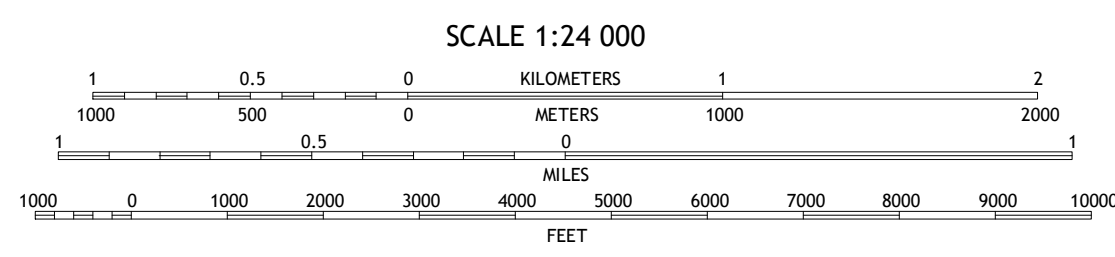 SCALE 1:24 000
1 0.5 0 KILOMETERS 1 2
1000 500 0 METERS 1000 2000
1 0.5 0 1
MILES
1000 0 1000 2000 3000 4000 5000 6000 7000 8000 9000 10000
FEET